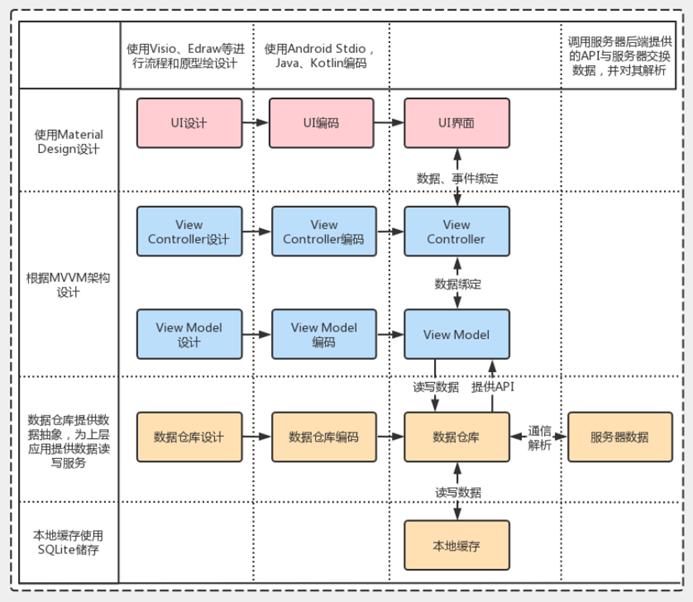 使用Visio、Edraw等进
行流程和原型绘设计
使用Android Stdio，
Java、Kotlin编码
调用服务器后端提供
的API与服务器交换
数据，并对其解析
使用Material
Design设计
UI设计
UI编码
UI界面
数据、事件绑定
根据MVVM架构
设计
View
Controller设计
View
Controller编码
View
Controller
数据绑定
View Model
设计
View Model
编码
View Model
读写数据
提供API
数据仓库提供数
据抽象，为上层
应用提供数据读
写服务
数据仓库设计
数据仓库编码
数据仓库
通信
解析
服务器数据
读写数据
本地缓存使用
SQLite储存
本地缓存